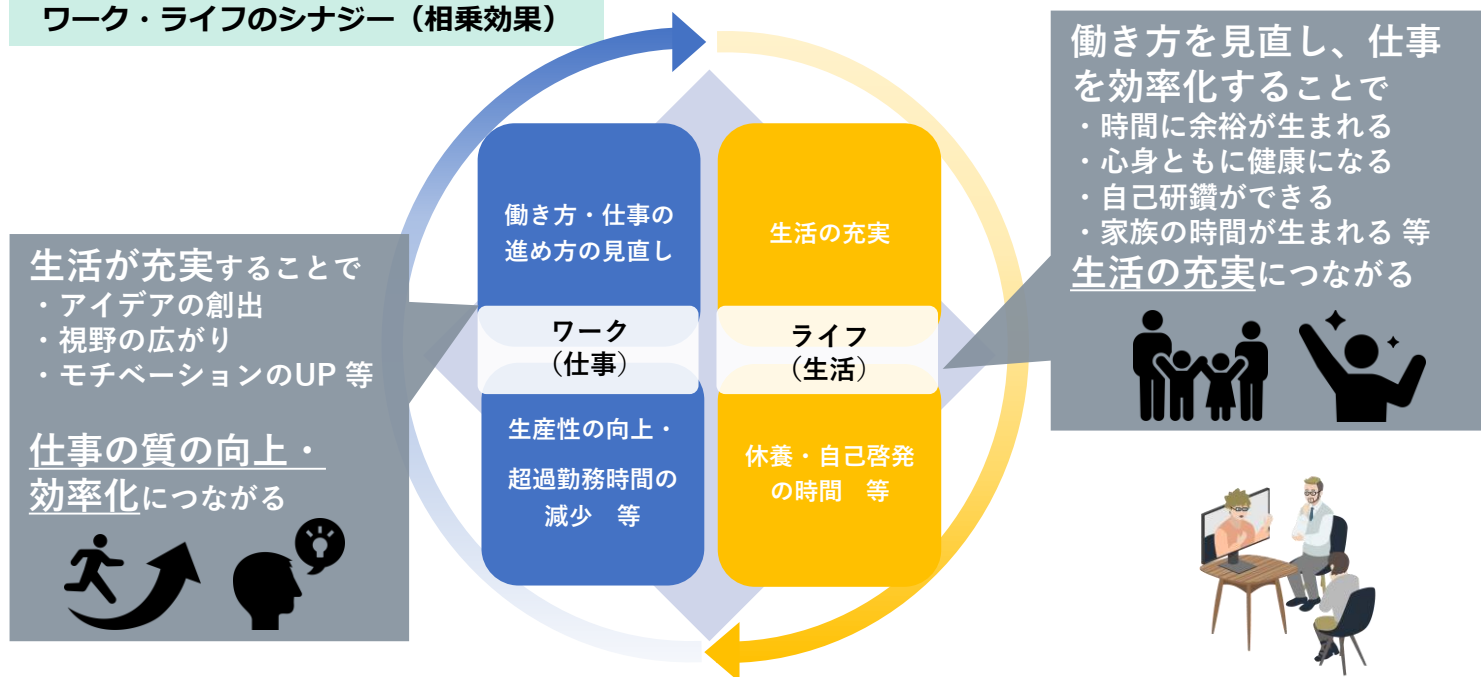 ワーク・ライフのシナジー（相乗効果）
働き方を見直し、仕事
を効率化することで
・時間に余裕が生まれる
・心身ともに健康になる
・自己研鑽ができる
・家族の時間が生まれる 等
生活の充実につながる
働き方・仕事の
進め方の見直し
生活の充実
生活が充実することで
・アイデアの創出
・視野の広がり
・モチベーションのUP 等
仕事の質の向上・
効率化につながる
ワーク
（仕事）
ライフ
（生活）
生産性の向上・
超過勤務時間の
減少　等
休養・自己啓発
の時間　等